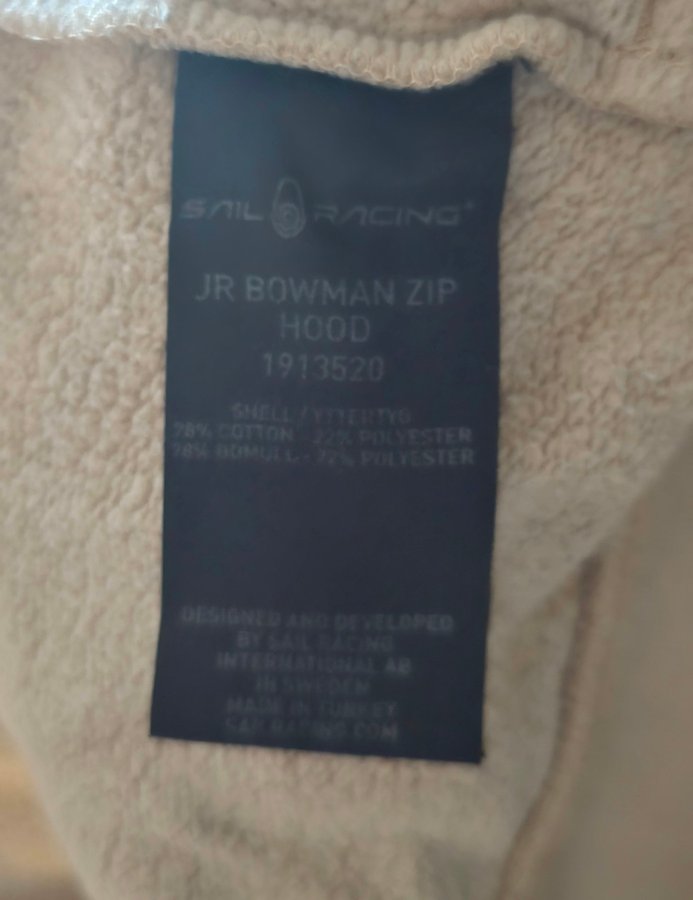 SAIL RACING
JR BOWMAN ZIP
HOOD
1913520
SHELL / YTTERTYG
78% COTTON - 22% POLYESTER
78% BOMULL - 22% POLYESTER
DESIGNED AND DEVELOPED
BY SAIL RACING
INTERNATIONAL AB
IN SWEDEN
MADE IN TURKEY
SAILRACING.COM